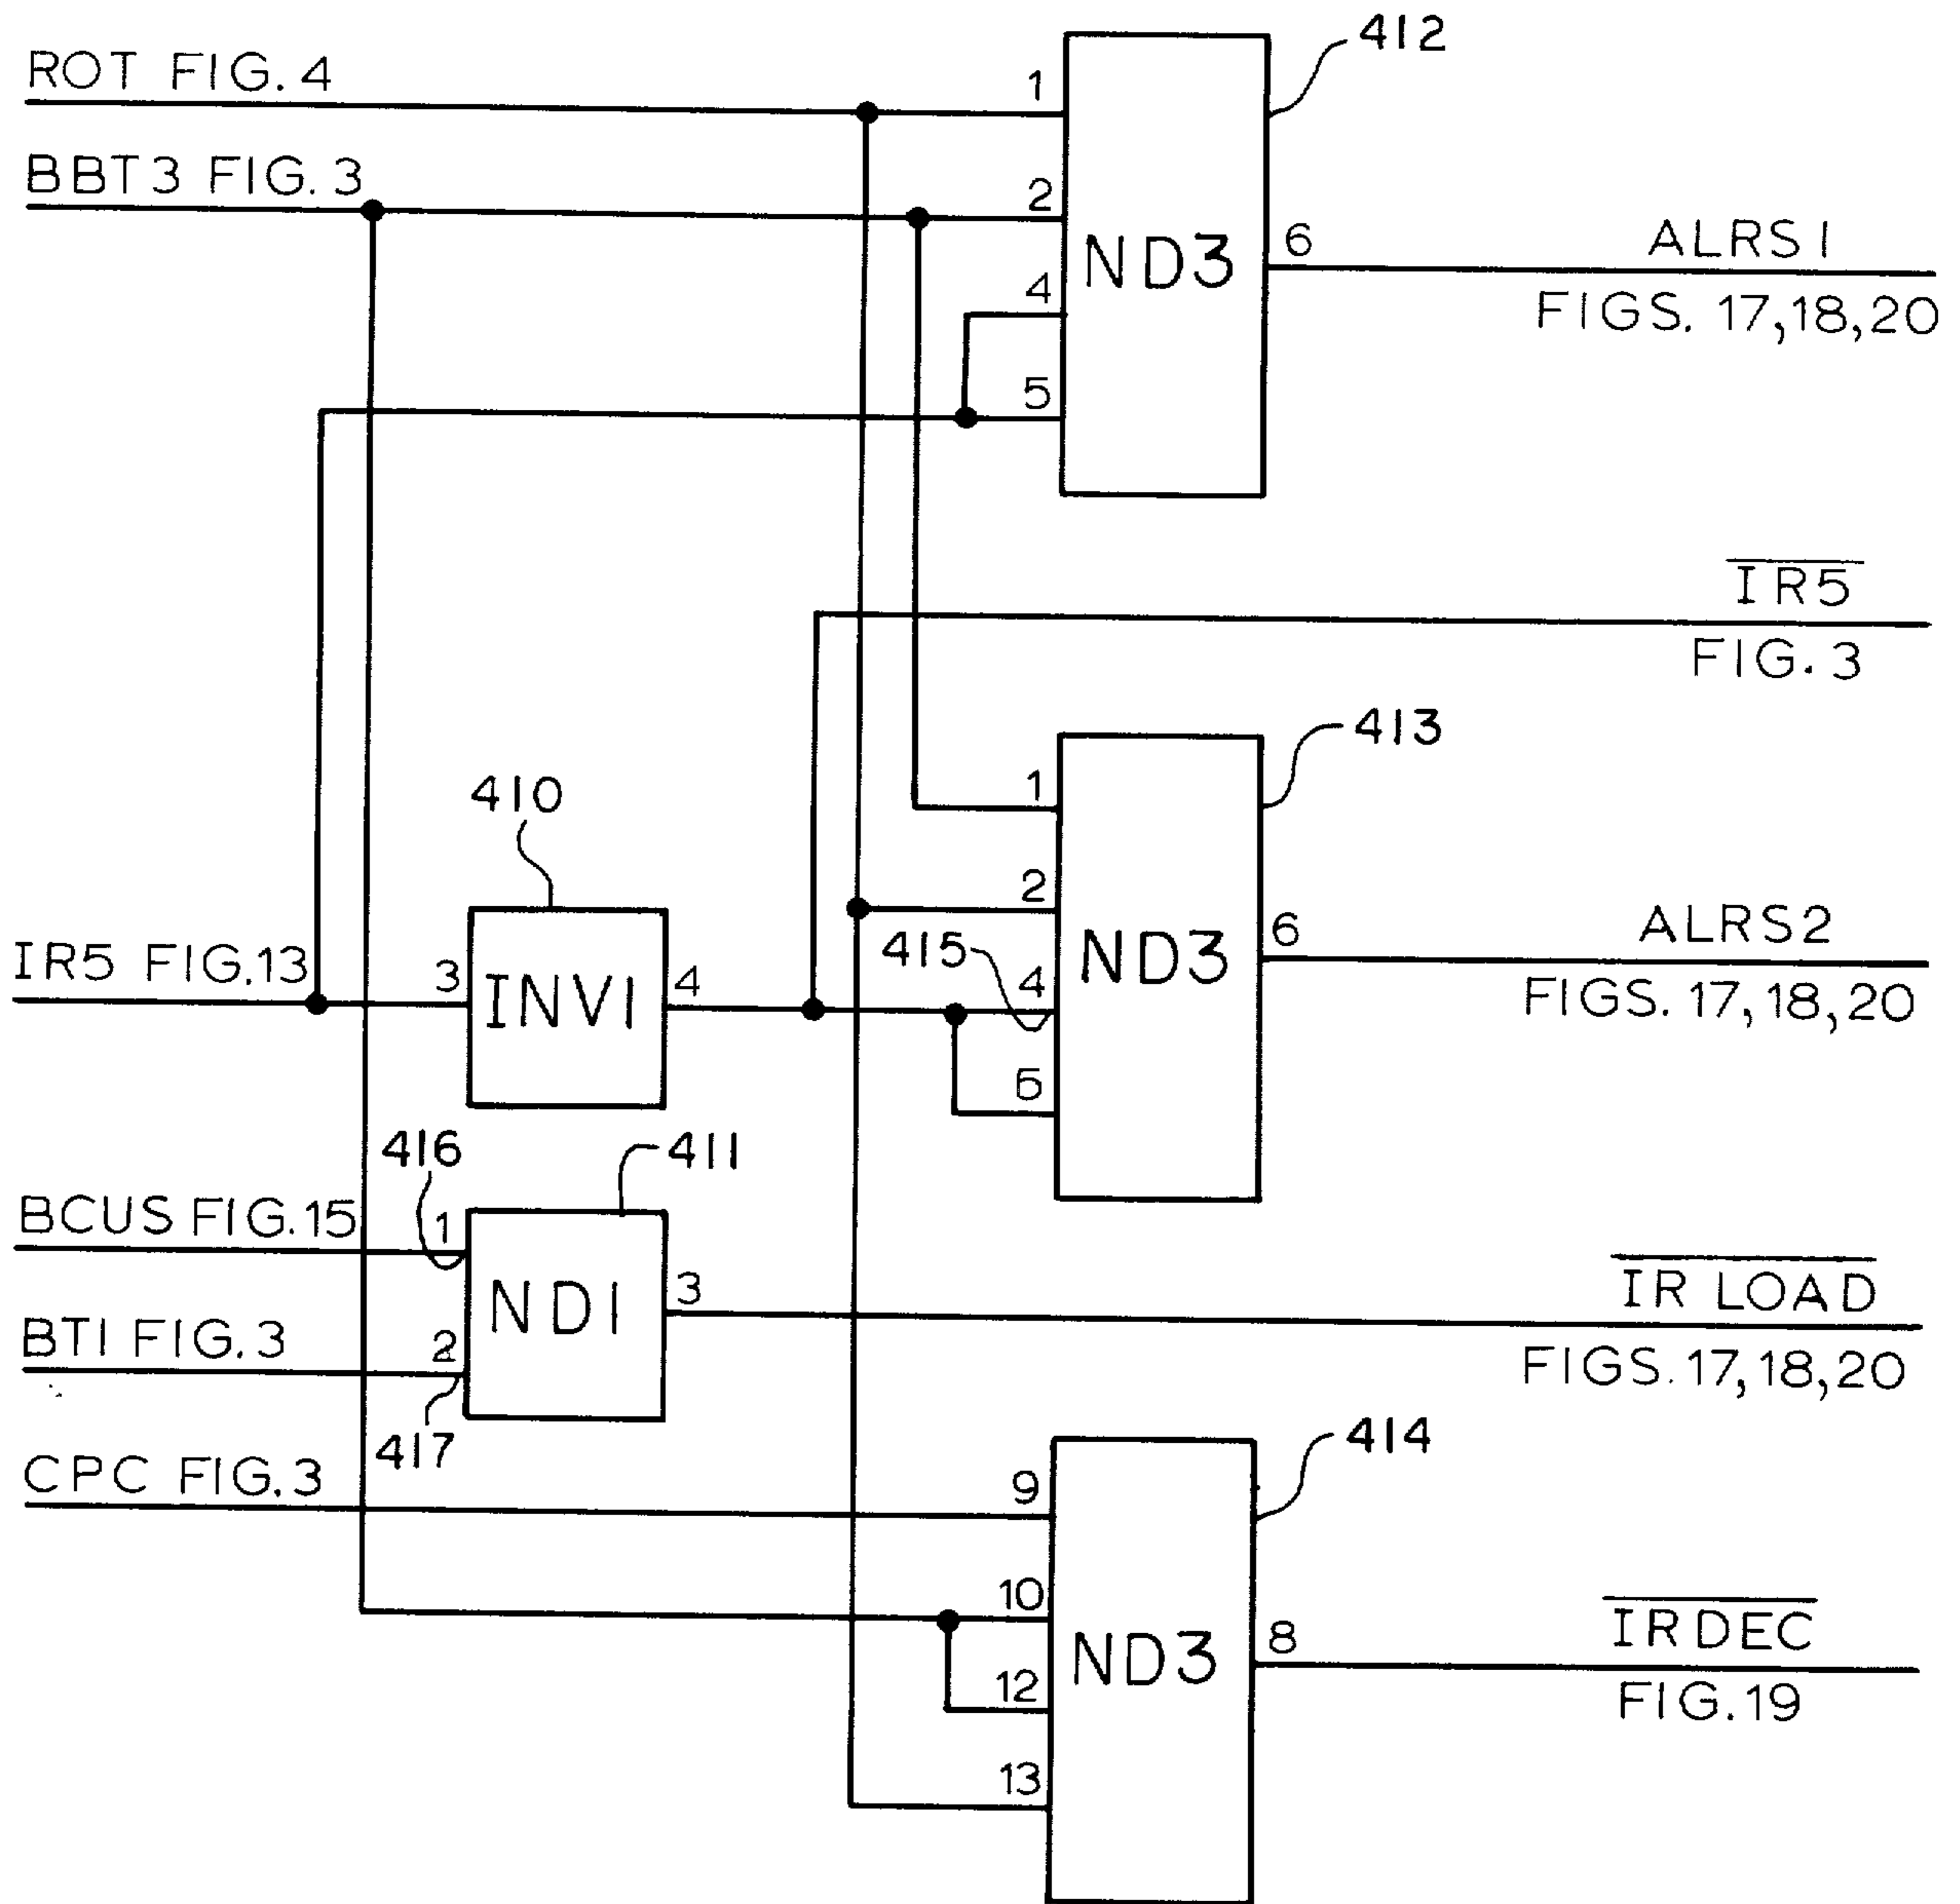 412
ROT FIG. 4
1
BBT3 FIG. 3
2
ND3
6
ALRS1
FIGS. 17,18,20
4
5
IR5
FIG. 3
413
1
410
2
IR5 FIG.13
3
INV1
4
415
4
ND3
6
ALRS2
FIGS. 17,18,20
5
416
411
BCUS FIG.15
1
ND1
3
IR LOAD
FIGS. 17,18,20
BT1 FIG. 3
2
417
414
CPC FIG. 3
9
10
ND3
8
IRDEC
FIG.19
12
13